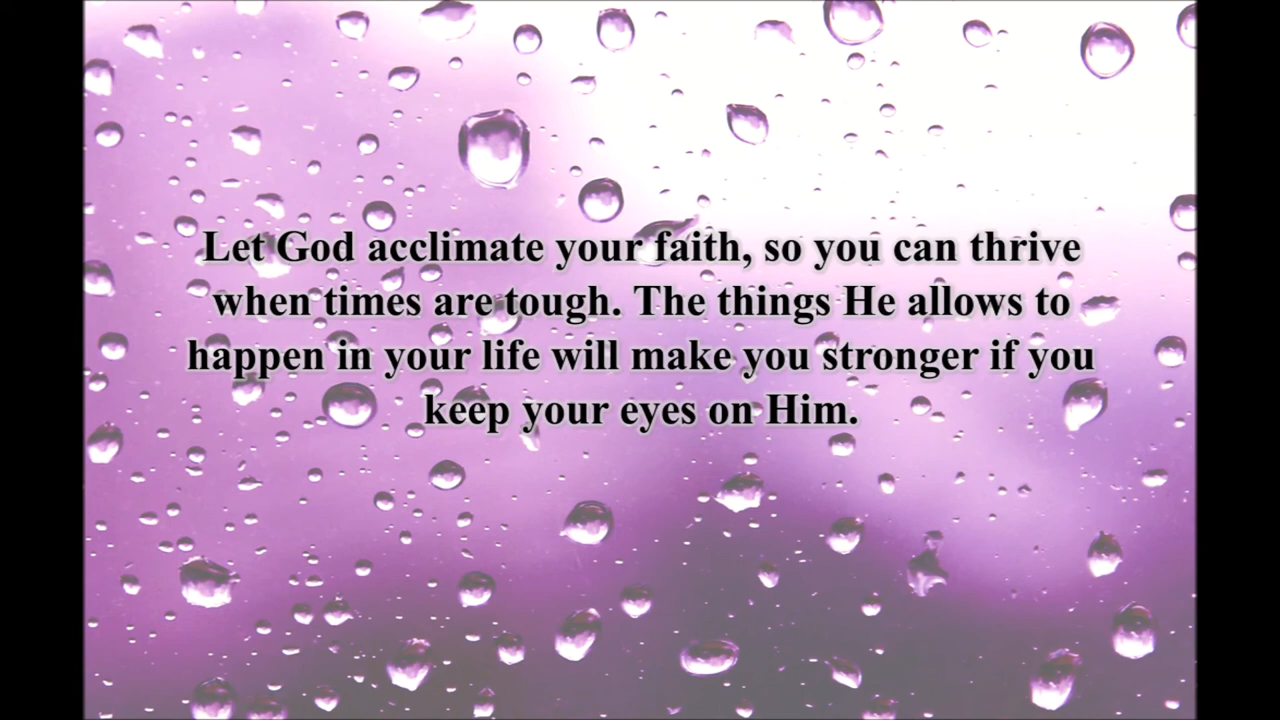 Let God acclimate your faith, so you can thrive
when times are tough. The things He allows to
happen in your life will make you stronger if you
keep your eyes on Him.